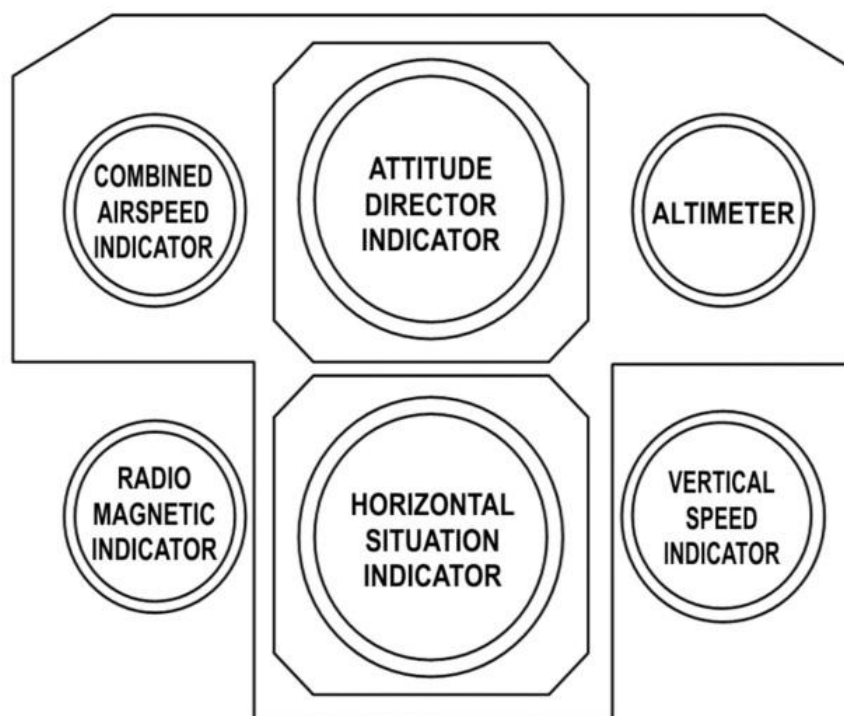 COMBINED
AIRSPEED
INDICATOR
ATTITUDE
DIRECTOR
INDICATOR
ALTIMETER
RADIO
MAGNETIC
INDICATOR
HORIZONTAL
SITUATION
INDICATOR
VERTICAL
SPEED
INDICATOR